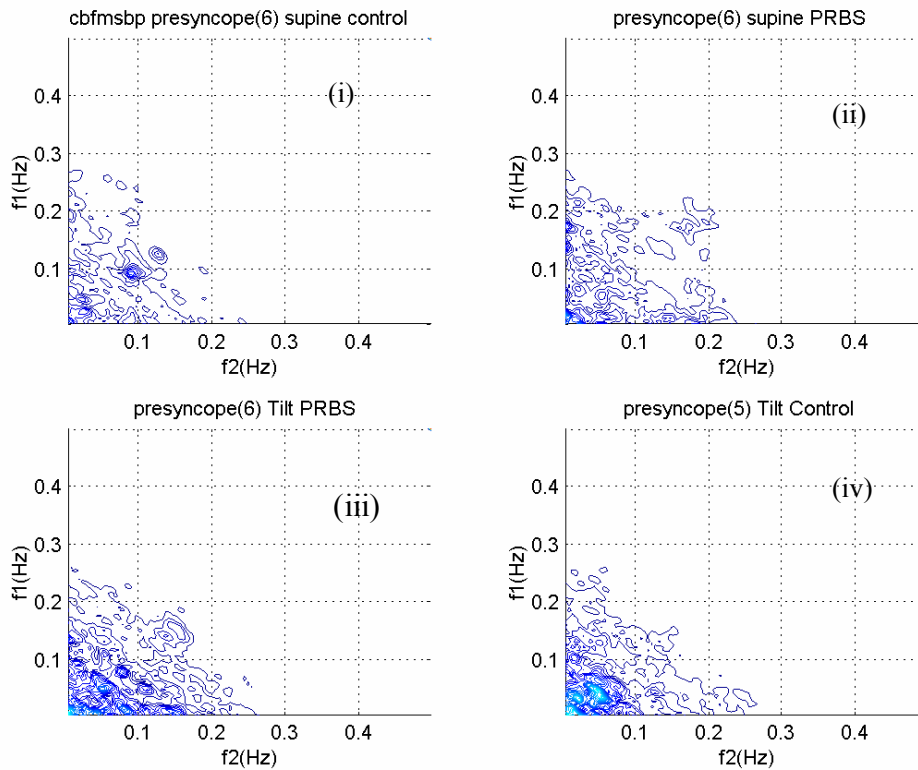 cbfmsbp presyncope(6) supine control
0.4
0.3
0.2
0.1
f1(Hz)
(i)
0.1 0.2 0.3 0.4
f2(Hz)
presyncope(6) supine PRBS
0.4
0.3
0.2
0.1
f1(Hz)
(ii)
0.1 0.2 0.3 0.4
f2(Hz)
presyncope(6) Tilt PRBS
0.4
0.3
0.2
0.1
f1(Hz)
(iii)
0.1 0.2 0.3 0.4
f2(Hz)
presyncope(5) Tilt Control
0.4
0.3
0.2
0.1
f1(Hz)
(iv)
0.1 0.2 0.3 0.4
f2(Hz)